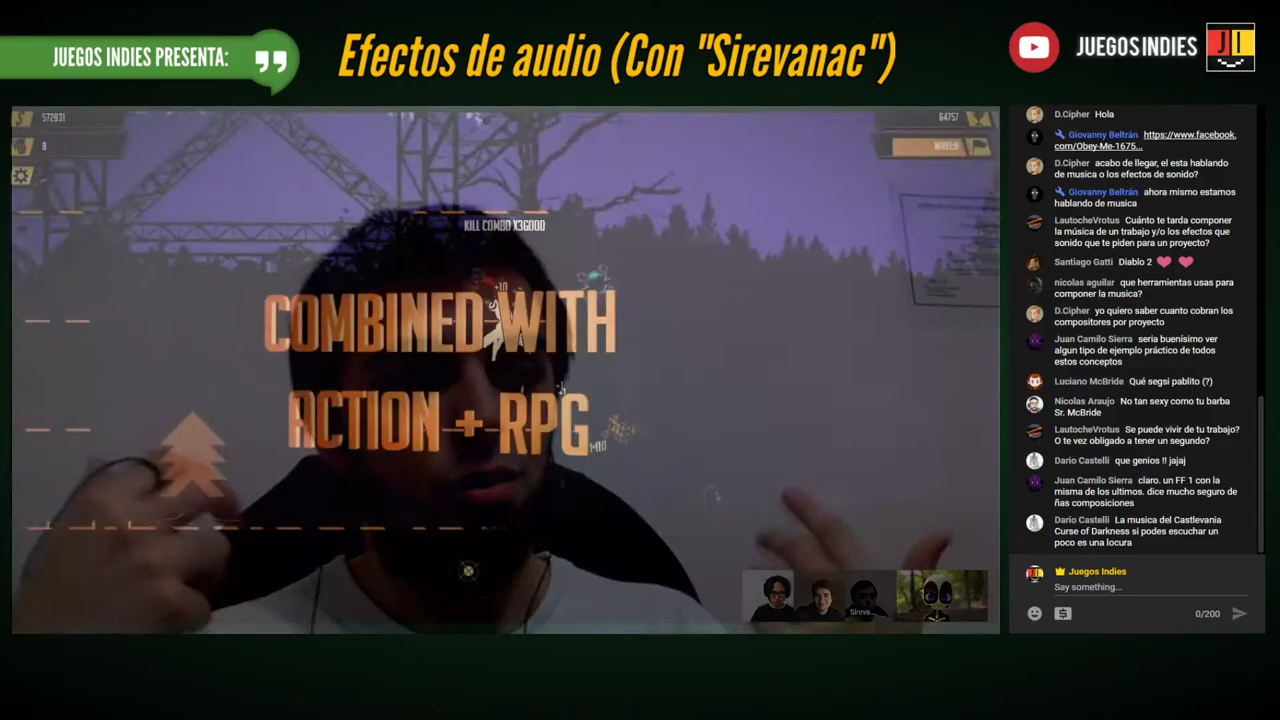 JUEGOS INDIES PRESENTA:
Efectos de audio (Con "Sirevanac")
JUEGOS INDIES
JI
572931
8
64757
WAVE:8
KILL COMBO X36000
+10
COMBINED WITH
ACTION + RPG
Sireva...
D.Cipher Hola
Giovanny Beltrán https://www.facebook.
com/Obey-Me-1675...
D.Cipher acabo de llegar, el esta hablando
de musica o los efectos de sonido?
Giovanny Beltrán ahora mismo estamos
hablando de musica
LautocheVrotus Cuánto te tarda componer
la música de un trabajo y/o los efectos que
sonido que te piden para un proyecto?
Santiago Gatti Diablo 2
nicolas aguilar que herramientas usas para
componer la musica?
D.Cipher yo quiero saber cuanto cobran los
compositores por proyecto
Juan Camilo Sierra seria buenísimo ver
algun tipo de ejemplo práctico de todos
estos conceptos
Luciano McBride Qué segsi pablito (?)
Nicolas Araujo No tan sexy como tu barba
Sr. McBride
LautocheVrotus Se puede vivir de tu trabajo?
O te vez obligado a tener un segundo?
Dario Castelli que genios !! jajaj
Juan Camilo Sierra claro. un FF 1 con la
misma de los ultimos. dice mucho seguro de
ñas composiciones
Dario Castelli La musica del Castlevania
Curse of Darkness si podes escuchar un
poco es una locura
Juegos Indies
Say something...
0/200